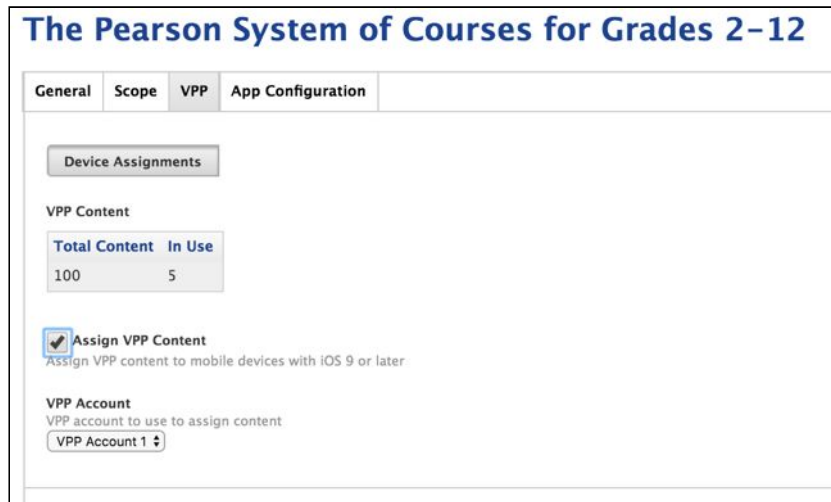 The Pearson System of Courses for Grades 2-12
General Scope VPP App Configuration
Device Assignments
VPP Content
Total Content In Use
100 5
Assign VPP Content
Assign VPP content to mobile devices with iOS 9 or later
VPP Account
VPP account to use to assign content
VPP Account 1